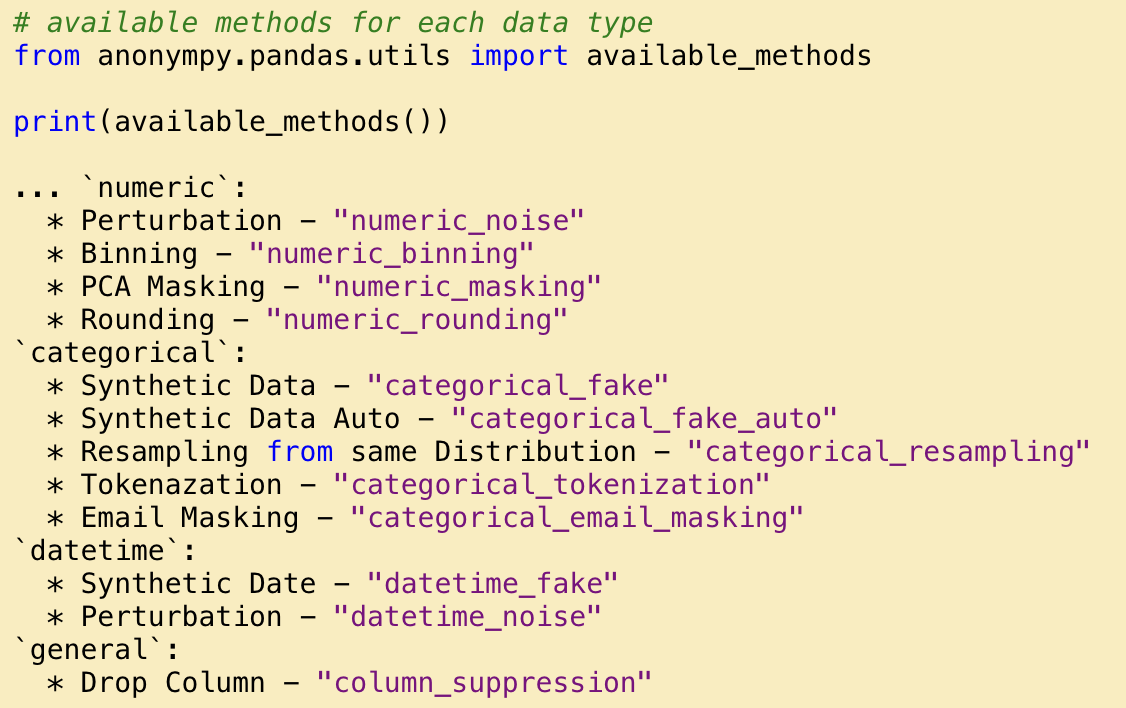 # available methods for each data type
from anonympy.pandas.utils import available_methods
print(available_methods())
... `numeric`:
* Perturbation – "numeric_noise"
* Binning – "numeric_binning"
* PCA Masking – "numeric_masking"
* Rounding – "numeric_rounding"
`categorical`:
* Synthetic Data – "categorical_fake"
* Synthetic Data Auto – "categorical_fake_auto"
* Resampling from same Distribution – "categorical_resampling"
* Tokenazation – "categorical_tokenization"
* Email Masking – "categorical_email_masking"
`datetime`:
* Synthetic Date – "datetime_fake"
* Perturbation – "datetime_noise"
`general`:
* Drop Column – "column_suppression"